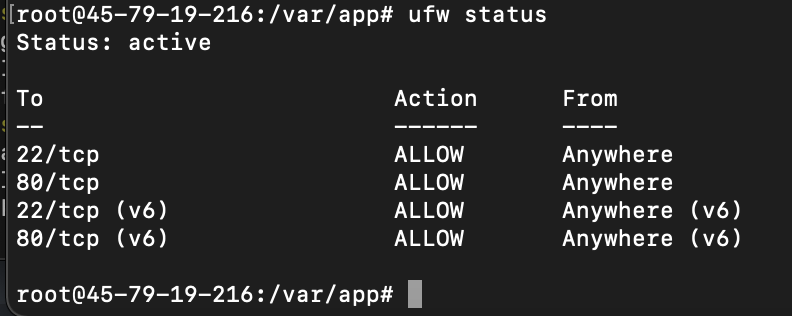 [root@45-79-19-216:/var/app# ufw status
Status: active
To Action From
-- ------ ----
22/tcp ALLOW Anywhere
80/tcp ALLOW Anywhere
22/tcp (v6) ALLOW Anywhere (v6)
80/tcp (v6) ALLOW Anywhere (v6)
root@45-79-19-216:/var/app#